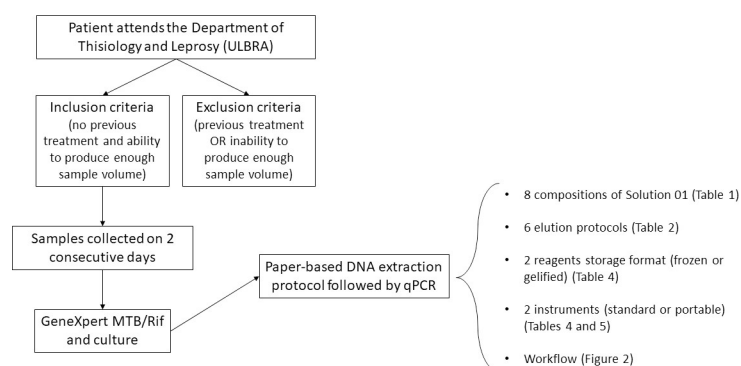 Patient attends the Department of
Thisiology and Leprosy (ULBRA)
Inclusion criteria
(no previous
treatment and ability
to produce enough
sample volume)
Exclusion criteria
(previous treatment
OR inability to
produce enough
sample volume)
Samples collected on 2
consecutive days
GeneXpert MTB/Rif
and culture
Paper-based DNA extraction
protocol followed by qPCR
• 8 compositions of Solution 01 (Table 1)
• 6 elution protocols (Table 2)
• 2 reagents storage format (frozen or
gelified) (Table 4)
• 2 instruments (standard or portable)
(Tables 4 and 5)
• Workflow (Figure 2)